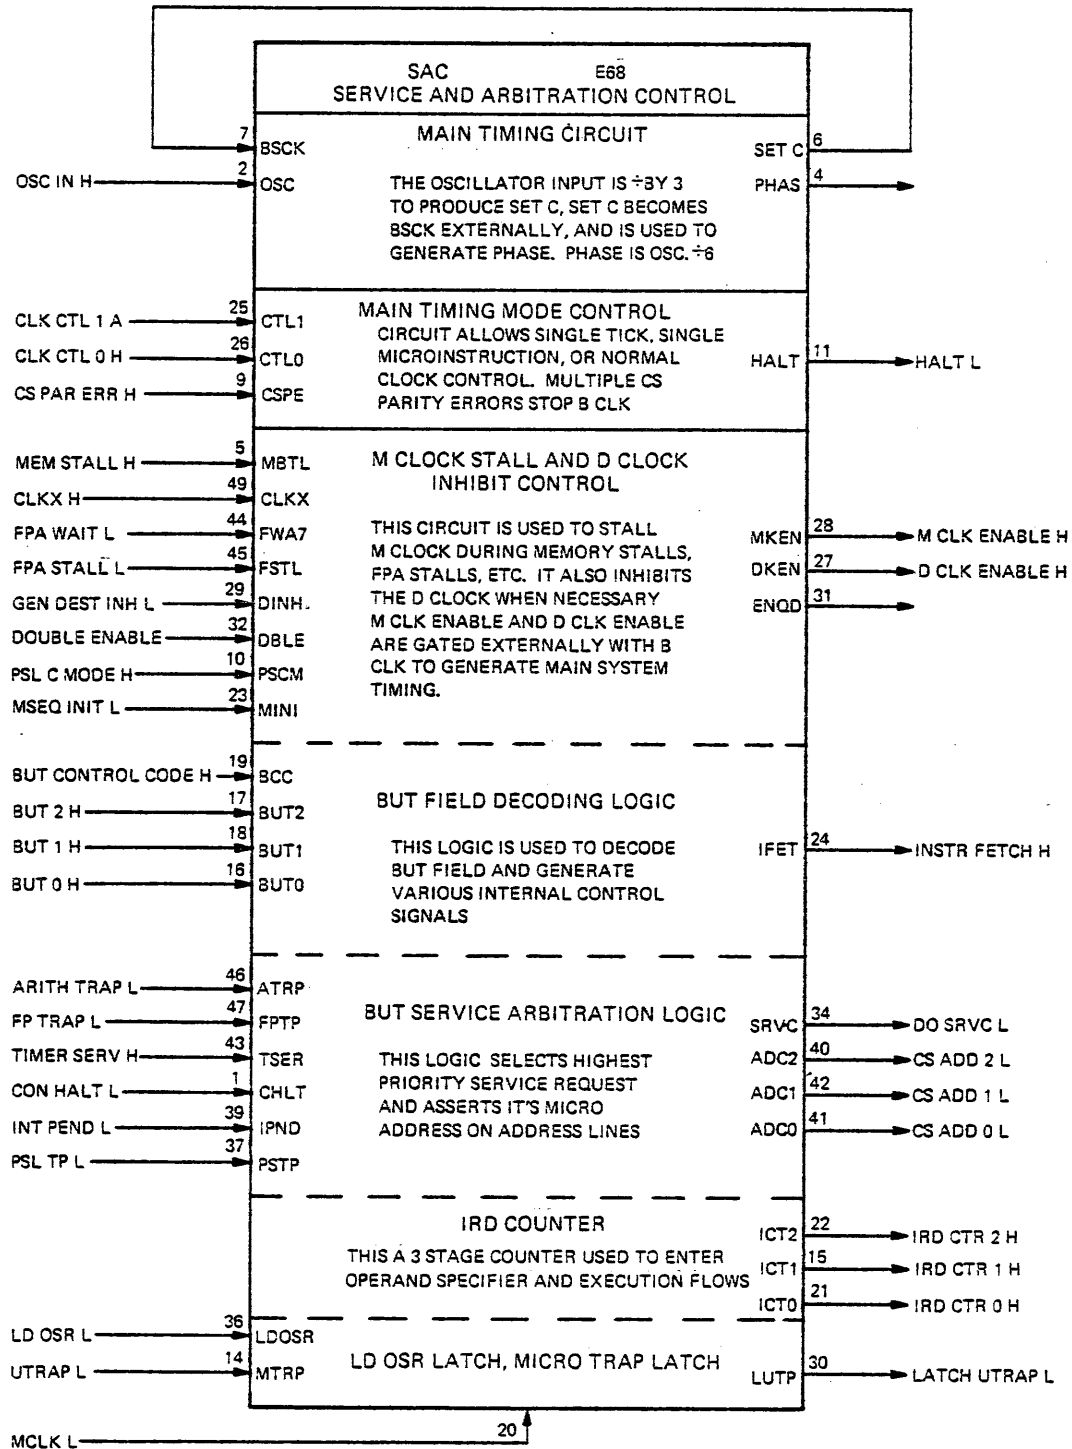 SAC E68
SERVICE AND ARBITRATION CONTROL
MAIN TIMING CIRCUIT
7 BSCK
SET C 6
OSC IN H 2 OSC
PHAS 4
THE OSCILLATOR INPUT IS ÷BY 3
TO PRODUCE SET C, SET C BECOMES
BSCK EXTERNALLY, AND IS USED TO
GENERATE PHASE. PHASE IS OSC.÷6
MAIN TIMING MODE CONTROL
CLK CTL 1 A 25 CTL1
CLK CTL 0 H 26 CTL0
CS PAR ERR H 9 CSPE
CIRCUIT ALLOWS SINGLE TICK, SINGLE
MICROINSTRUCTION, OR NORMAL
CLOCK CONTROL. MULTIPLE CS
PARITY ERRORS STOP B CLK
HALT 11 HALT L
M CLOCK STALL AND D CLOCK
INHIBIT CONTROL
MEM STALL H 5 MBTL
CLKX H 49 CLKX
FPA WAIT L 44 FWA7
FPA STALL L 45 FSTL
GEN DEST INH L 29 DINH.
DOUBLE ENABLE 32 DBLE
PSL C MODE H 10 PSCM
MSEQ INIT L 23 MINI
THIS CIRCUIT IS USED TO STALL
M CLOCK DURING MEMORY STALLS,
FPA STALLS, ETC. IT ALSO INHIBITS
THE D CLOCK WHEN NECESSARY
M CLK ENABLE AND D CLK ENABLE
ARE GATED EXTERNALLY WITH B
CLK TO GENERATE MAIN SYSTEM
TIMING.
MKEN 28 M CLK ENABLE H
DKEN 27 D CLK ENABLE H
ENQD 31
BUT CONTROL CODE H 19 BCC
BUT 2 H 17 BUT2
BUT 1 H 18 BUT1
BUT 0 H 16 BUT0
BUT FIELD DECODING LOGIC
THIS LOGIC IS USED TO DECODE
BUT FIELD AND GENERATE
VARIOUS INTERNAL CONTROL
SIGNALS
IFET 24 INSTR FETCH H
ARITH TRAP L 46 ATRP
FP TRAP L 47 FPTP
TIMER SERV H 43 TSER
CON HALT L 1 CHLT
INT PEND L 39 IPND
PSL TP L 37 PSTP
BUT SERVICE ARBITRATION LOGIC
THIS LOGIC SELECTS HIGHEST
PRIORITY SERVICE REQUEST
AND ASSERTS IT'S MICRO
ADDRESS ON ADDRESS LINES
SRVC 34 DO SRVC L
ADC2 40 CS ADD 2 L
ADC1 42 CS ADD 1 L
ADC0 41 CS ADD 0 L
IRD COUNTER
THIS A 3 STAGE COUNTER USED TO ENTER
OPERAND SPECIFIER AND EXECUTION FLOWS
ICT2 22 IRD CTR 2 H
ICT1 15 IRD CTR 1 H
ICT0 21 IRD CTR 0 H
LD OSR L 36 LDOSR
UTRAP L 14 MTRP
LD OSR LATCH, MICRO TRAP LATCH
LUTP 30 LATCH UTRAP L
MCLK L 20